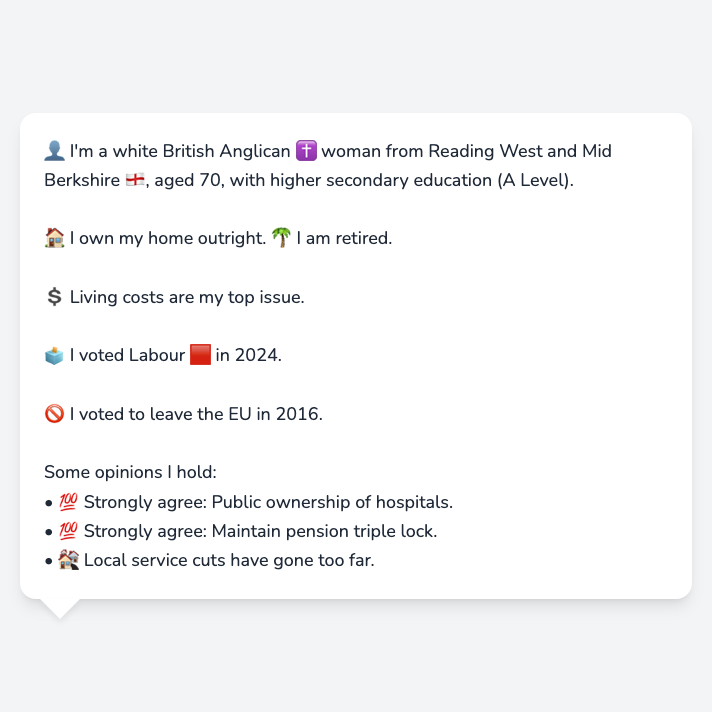 👤 I'm a white British Anglican ✝️ woman from Reading West and Mid
Berkshire 🏴󠁧󠁢󠁥󠁮󠁧󠁿, aged 70, with higher secondary education (A Level).
🏠 I own my home outright. 🌴 I am retired.
💲 Living costs are my top issue.
🗳️ I voted Labour 🟥 in 2024.
🚫 I voted to leave the EU in 2016.
Some opinions I hold:
• 💯 Strongly agree: Public ownership of hospitals.
• 💯 Strongly agree: Maintain pension triple lock.
• 🏚️ Local service cuts have gone too far.